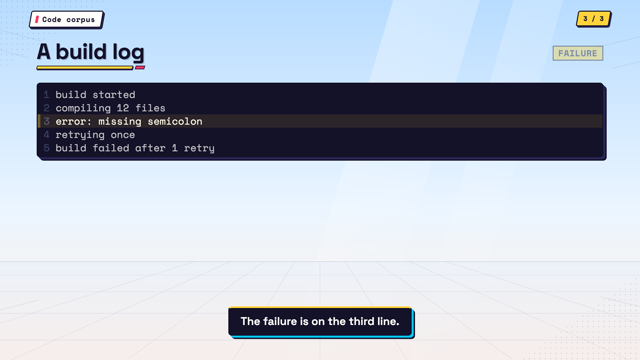 Code corpus
3 / 3
A build log
FAILURE
1 build started
2 compiling 12 files
3 error: missing semicolon
4 retrying once
5 build failed after 1 retry
The failure is on the third line.